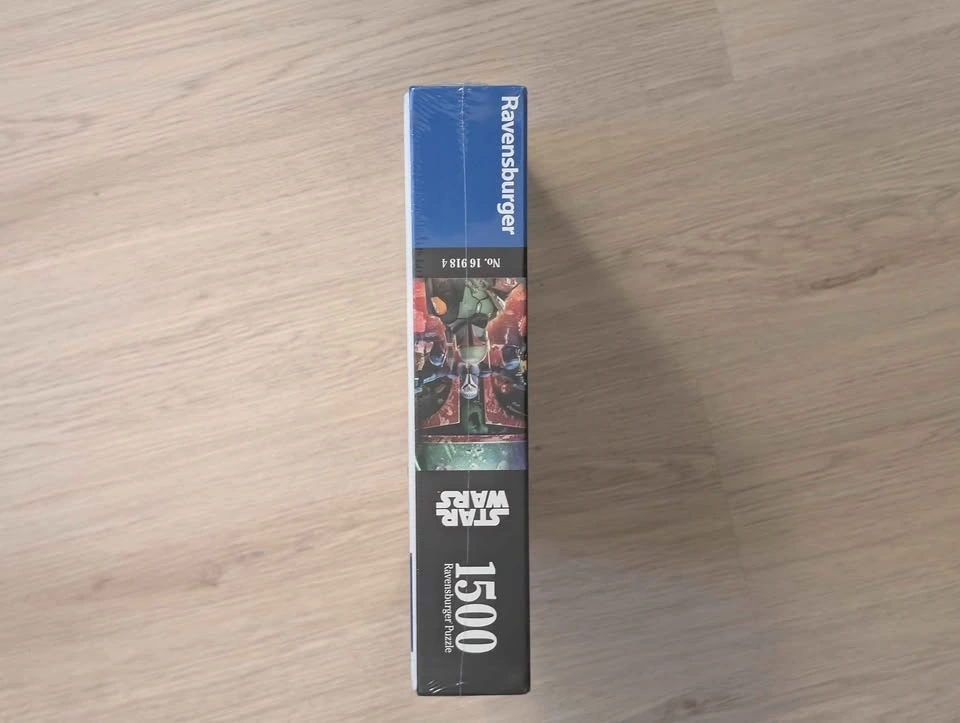 Ravensburger
No. 16 918 4
STAR
WARS
1500
Ravensburger Puzzle